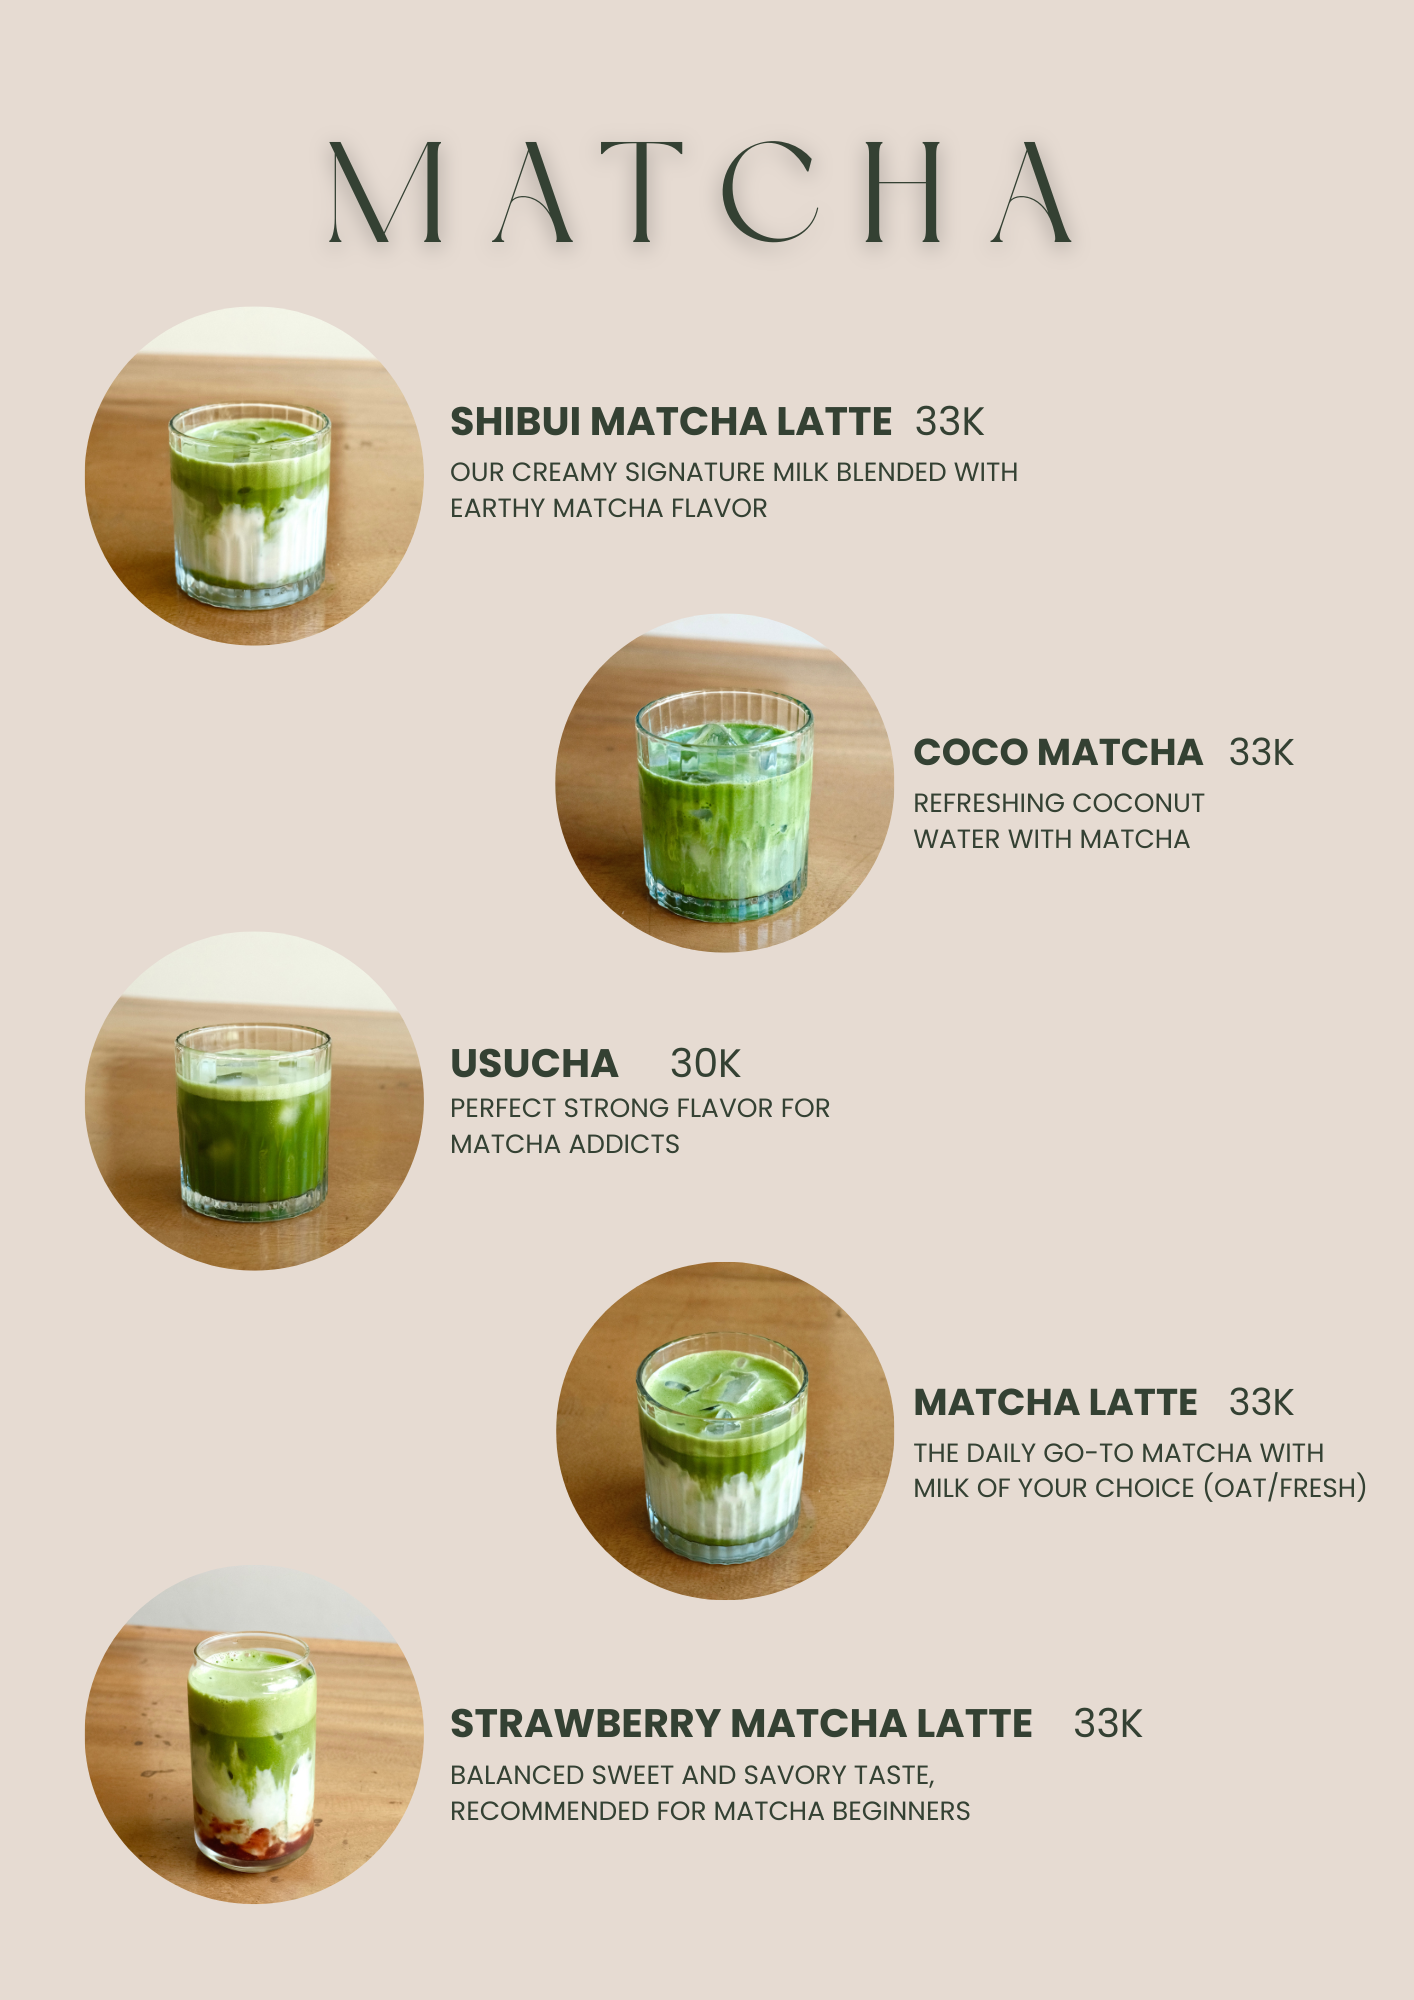 MATCHA
SHIBUI MATCHA LATTE 33K
OUR CREAMY SIGNATURE MILK BLENDED WITH
EARTHY MATCHA FLAVOR
COCO MATCHA 33K
REFRESHING COCONUT
WATER WITH MATCHA
USUCHA 30K
PERFECT STRONG FLAVOR FOR
MATCHA ADDICTS
MATCHA LATTE 33K
THE DAILY GO-TO MATCHA WITH
MILK OF YOUR CHOICE (OAT/FRESH)
STRAWBERRY MATCHA LATTE 33K
BALANCED SWEET AND SAVORY TASTE,
RECOMMENDED FOR MATCHA BEGINNERS